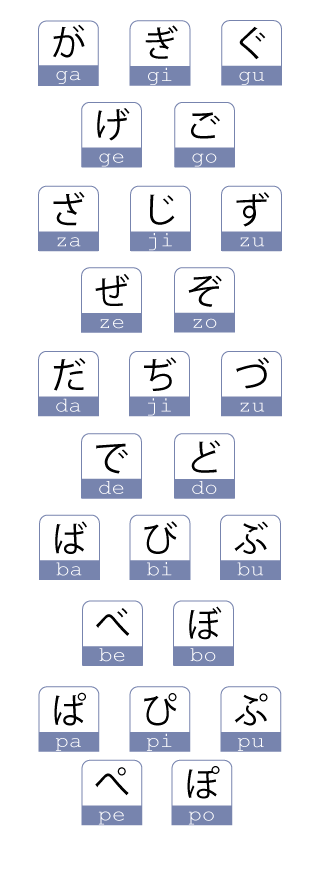 が ぎ ぐ
ga gi gu
げ ご
ge go
ざ じ ず
za ji zu
ぜ ぞ
ze zo
だ ぢ づ
da ji zu
で ど
de do
ば び ぶ
ba bi bu
べ ぼ
be bo
ぱ ぴ ぷ
pa pi pu
ぺ ぽ
pe po